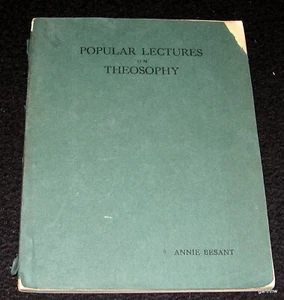 POPULAR LECTURES
ON
THEOSOPHY
ANNIE BESANT